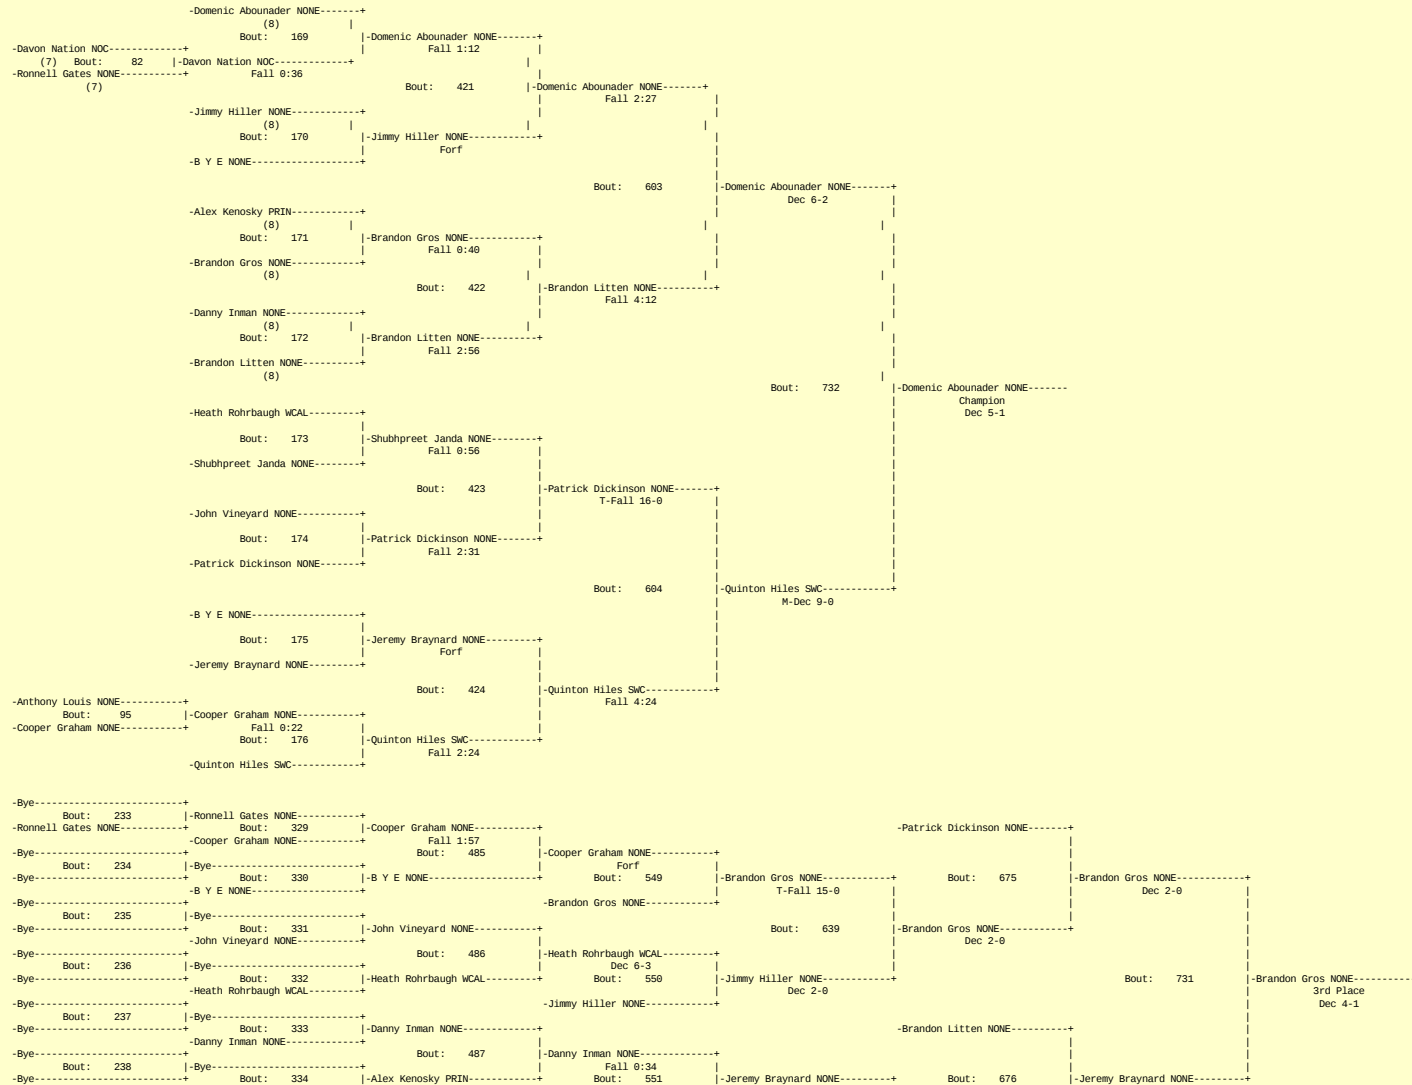 -Domenic Abounader NONE-------+
(8) |
Bout: 169 |-Domenic Abounader NONE-------+
-Davon Nation NOC-------------+ | Fall 1:12 |
(7) Bout: 82 |-Davon Nation NOC-------------+ |
-Ronnell Gates NONE-----------+ Fall 0:36 |
(7) Bout: 421 |-Domenic Abounader NONE-------+
| Fall 2:27 |
-Jimmy Hiller NONE------------+ | |
(8) | | |
Bout: 170 |-Jimmy Hiller NONE------------+ |
| Forf |
-B Y E NONE-------------------+ |
|
Bout: 603 |-Domenic Abounader NONE-------+
| Dec 6-2 |
-Alex Kenosky PRIN------------+ | |
(8) | | |
Bout: 171 |-Brandon Gros NONE------------+ | |
| Fall 0:40 | | |
-Brandon Gros NONE------------+ | | |
(8) | | |
Bout: 422 |-Brandon Litten NONE----------+ |
| Fall 4:12 |
-Danny Inman NONE-------------+ | |
(8) | | |
Bout: 172 |-Brandon Litten NONE----------+ |
| Fall 2:56 |
-Brandon Litten NONE----------+ |
(8) |
Bout: 732 |-Domenic Abounader NONE-------
| Champion
-Heath Rohrbaugh WCAL---------+ | Dec 5-1
| |
Bout: 173 |-Shubhpreet Janda NONE--------+ |
| Fall 0:56 | |
-Shubhpreet Janda NONE--------+ | |
| |
Bout: 423 |-Patrick Dickinson NONE-------+ |
| T-Fall 16-0 | |
-John Vineyard NONE-----------+ | | |
| | | |
Bout: 174 |-Patrick Dickinson NONE-------+ | |
| Fall 2:31 | |
-Patrick Dickinson NONE-------+ | |
| |
Bout: 604 |-Quinton Hiles SWC------------+
| M-Dec 9-0
-B Y E NONE-------------------+ |
| |
Bout: 175 |-Jeremy Braynard NONE---------+ |
| Forf | |
-Jeremy Braynard NONE---------+ | |
| |
Bout: 424 |-Quinton Hiles SWC------------+
-Anthony Louis NONE-----------+ | Fall 4:24
Bout: 95 |-Cooper Graham NONE-----------+ |
-Cooper Graham NONE-----------+ Fall 0:22 | |
Bout: 176 |-Quinton Hiles SWC------------+
| Fall 2:24
-Quinton Hiles SWC------------+
-Bye--------------------------+
Bout: 233 |-Ronnell Gates NONE-----------+
-Ronnell Gates NONE-----------+ Bout: 329 |-Cooper Graham NONE-----------+ -Patrick Dickinson NONE-------+
-Cooper Graham NONE-----------+ Fall 1:57 | |
-Bye--------------------------+ Bout: 485 |-Cooper Graham NONE-----------+ |
Bout: 234 |-Bye--------------------------+ | Forf | |
-Bye--------------------------+ Bout: 330 |-B Y E NONE-------------------+ Bout: 549 |-Brandon Gros NONE------------+ Bout: 675 |-Brandon Gros NONE------------+
-B Y E NONE-------------------+ | T-Fall 15-0 | | Dec 2-0 |
-Bye--------------------------+ -Brandon Gros NONE------------+ | | |
Bout: 235 |-Bye--------------------------+ | | |
-Bye--------------------------+ Bout: 331 |-John Vineyard NONE-----------+ Bout: 639 |-Brandon Gros NONE------------+ |
-John Vineyard NONE-----------+ | | Dec 2-0 |
-Bye--------------------------+ Bout: 486 |-Heath Rohrbaugh WCAL---------+ | |
Bout: 236 |-Bye--------------------------+ | Dec 6-3 | | |
-Bye--------------------------+ Bout: 332 |-Heath Rohrbaugh WCAL---------+ Bout: 550 |-Jimmy Hiller NONE------------+ Bout: 731 |-Brandon Gros NONE----------
-Heath Rohrbaugh WCAL---------+ | Dec 2-0 | 3rd Place
-Bye--------------------------+ -Jimmy Hiller NONE------------+ | Dec 4-1
Bout: 237 |-Bye--------------------------+ |
-Bye--------------------------+ Bout: 333 |-Danny Inman NONE-------------+ -Brandon Litten NONE----------+ |
-Danny Inman NONE-------------+ | | |
-Bye--------------------------+ Bout: 487 |-Danny Inman NONE-------------+ | |
Bout: 238 |-Bye--------------------------+ | Fall 0:34 | | |
-Bye--------------------------+ Bout: 334 |-Alex Kenosky PRIN------------+ Bout: 551 |-Jeremy Braynard NONE---------+ Bout: 676 |-Jeremy Braynard NONE---------+